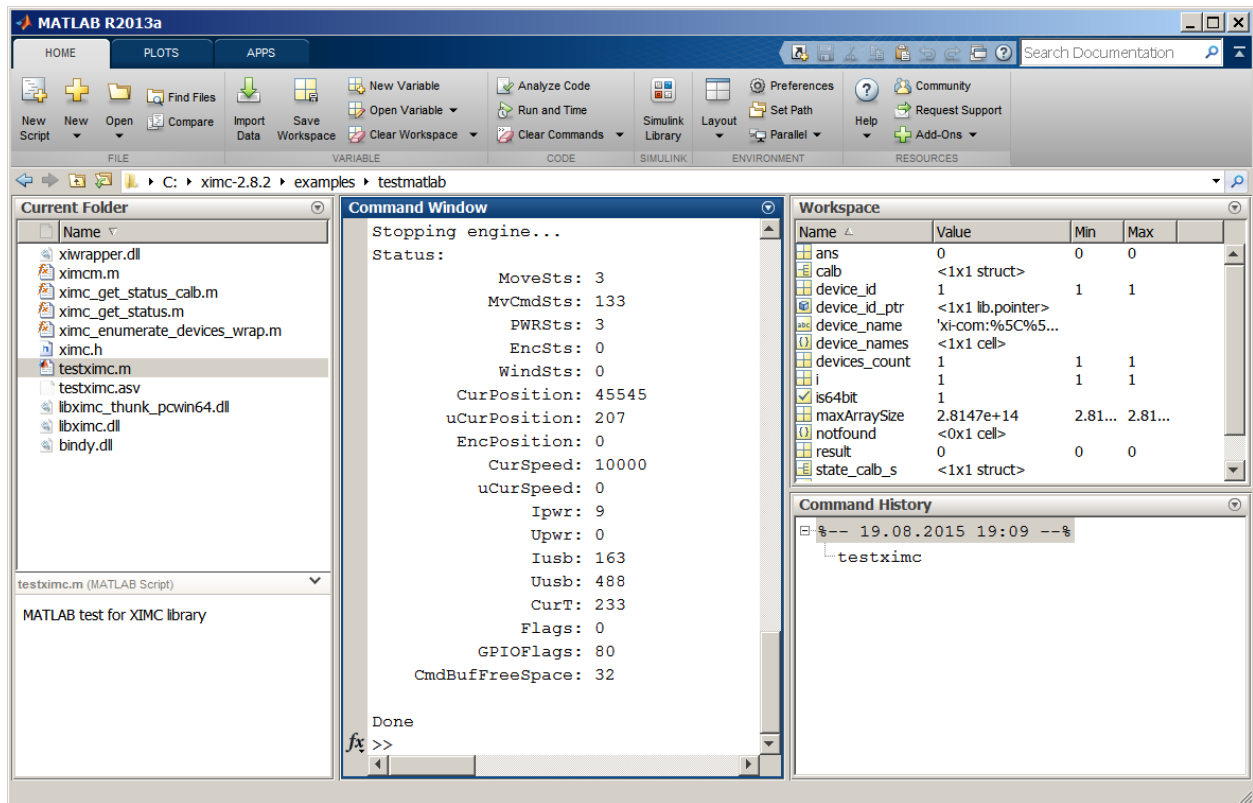 MATLAB R2013a
HOME PLOTS APPS Search Documentation
New Script New Open Find Files Compare Import Data Save Workspace New Variable Open Variable Clear Workspace Analyze Code Run and Time Clear Commands Simulink Library Layout Preferences Set Path Parallel Help Community Request Support Add-Ons
FILE VARIABLE CODE SIMULINK ENVIRONMENT RESOURCES
C: ximc-2.8.2 examples testmatlab
Current Folder
Name
xiwrapper.dll
ximcm.m
ximc_get_status_calb.m
ximc_get_status.m
ximc_enumerate_devices_wrap.m
ximc.h
testximc.m
testximc.asv
libximc_thunk_pcwin64.dll
libximc.dll
bindy.dll
testximc.m (MATLAB Script)
MATLAB test for XIMC library
Command Window
Stopping engine...
Status:
MoveSts: 3
MvCmdSts: 133
PWRSts: 3
EncSts: 0
WindSts: 0
CurPosition: 45545
uCurPosition: 207
EncPosition: 0
CurSpeed: 10000
uCurSpeed: 0
Ipwr: 9
Upwr: 0
Iusb: 163
Uusb: 488
CurT: 233
Flags: 0
GPIOFlags: 80
CmdBufFreeSpace: 32
Done
fx >>
Workspace
Name Value Min Max
ans 0 0 0
calb <1x1 struct>
device_id 1 1 1
device_id_ptr <1x1 lib.pointer>
device_name 'xi-com:%5C%5...
device_names <1x1 cell>
devices_count 1 1 1
i 1 1 1
is64bit 1
maxArraySize 2.8147e+14 2.81... 2.81...
notfound <0x1 cell>
result 0 0 0
state_calb_s <1x1 struct>
Command History
%-- 19.08.2015 19:09 --%
testximc